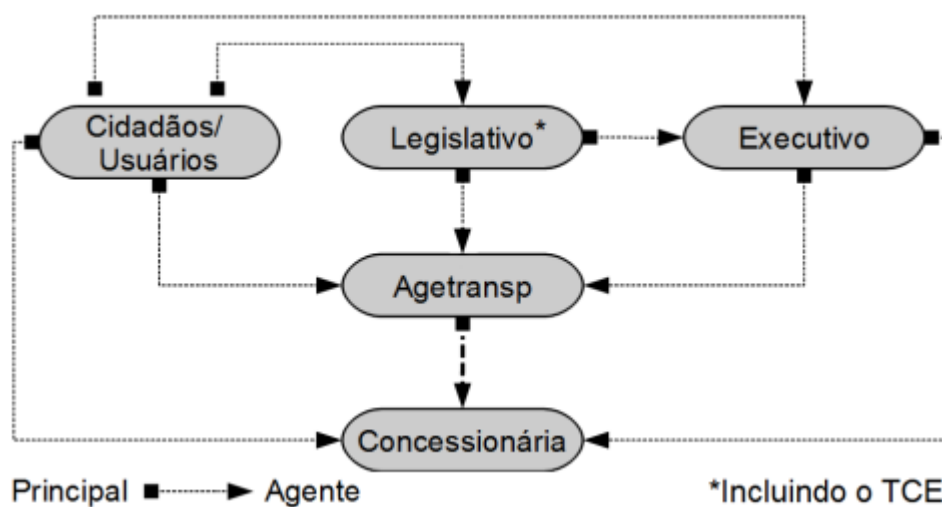 Cidadãos/
Usuários
Legislativo*
Executivo
Agetransp
Concessionária
Principal
Agente
*Incluindo o TCE